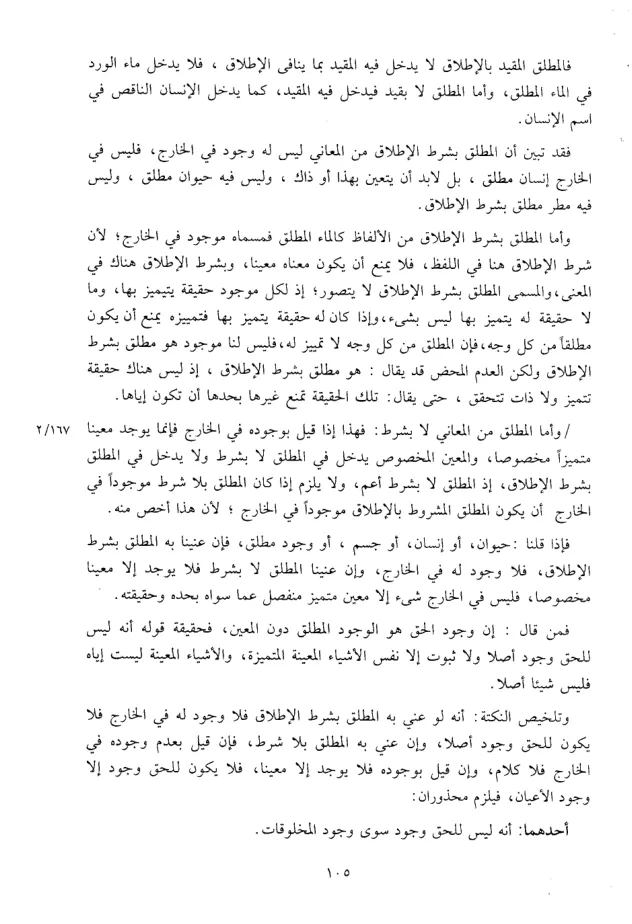 فالمطلق المقيد بالإطلاق لا يدخل فيه المقيد بما ينافى الإطلاق ، فلا يدخل ماء الورد
في الماء المطلق، وأما المطلق لا بقيد فيدخل فيه المقيد، كما يدخل الإنسان الناقص في
اسم الإنسان.
فقد تبين أن المطلق بشرط الإطلاق من المعاني ليس له وجود في الخارج، فليس في
الخارج إنسان مطلق ، بل لابد أن يتعين بهذا أو ذاك ، وليس فيه حيوان مطلق ، وليس
فيه مطر مطلق بشرط الإطلاق.
وأما المطلق بشرط الإطلاق من الألفاظ كالماء المطلق فمسماه موجود في الخارج؛ لأن
شرط الإطلاق هنا في اللفظ، فلا يمنع أن يكون معناه معينا، وبشرط الإطلاق هناك في
المعنى،والمسمى المطلق بشرط الإطلاق لا يتصور؛ إذ لكل موجود حقيقة يتيميز بها، وما
لا حقيقة له يتميز بها ليس بشىء،وإذا كان له حقيقة يتميز بها فتمييزه يمنع أن يكون
مطلقاً من كل وجه،فإن المطلق من كل وجه لا تمييز له،فليس لنا موجود هو مطلق بشرط
الإطلاق ولكن العدم المحض قد يقال : هو مطلق بشرط الإطلاق ، إذ ليس هناك حقيقة
تتميز ولا ذات تتحقق ، حتى يقال: تلك الحقيقة تمنع غيرها بحدها أن تكون إياها.
/ وأما المطلق من المعاني لا بشرط: فهذا إذا قيل بوجوده في الخارج فإنما يوجد معينا ٢/١٦٧
متميزاً مخصوصا، والمعين المخصوص يدخل في المطلق لا بشرط ولا يدخل في المطلق
بشرط الإطلاق، إذ المطلق لا بشرط أعم، ولا يلزم إذا كان المطلق بلا شرط موجوداً في
الخارج أن يكون المطلق المشروط بالإطلاق موجوداً في الخارج ؛ لأن هذا أخص منه.
فإذا قلنا :حيوان، أو إنسان، أو جسم ، أو وجود مطلق، فإن عنينا به المطلق بشرط
الإطلاق، فلا وجود له في الخارج، وإن عنينا المطلق لا بشرط فلا يوجد إلا معينا
مخصوصا، فليس في الخارج شىء إلا معين متميز منفصل عما سواه بحده وحقيقته.
فمن قال : إن وجود الحق هو الوجود المطلق دون المعين، فحقيقة قوله أنه ليس
للحق وجود أصلا ولا ثبوت إلا نفس الأشياء المعينة المتميزة، والأشياء المعينة ليست إياه
فليس شيئا أصلا.
وتلخيص النكتة: أنه لو عني به المطلق بشرط الإطلاق فلا وجود له في الخارج فلا
يكون للحق وجود أصلا، وإن عني به المطلق بلا شرط، فإن قيل بعدم وجوده في
الخارج فلا كلام، وإن قيل بوجوده فلا يوجد إلا معينا، فلا يكون للحق وجود إلا
وجود الأعيان، فيلزم محذوران:
أحدهما: أنه ليس للحق وجود سوى وجود المخلوقات.
١٠٥